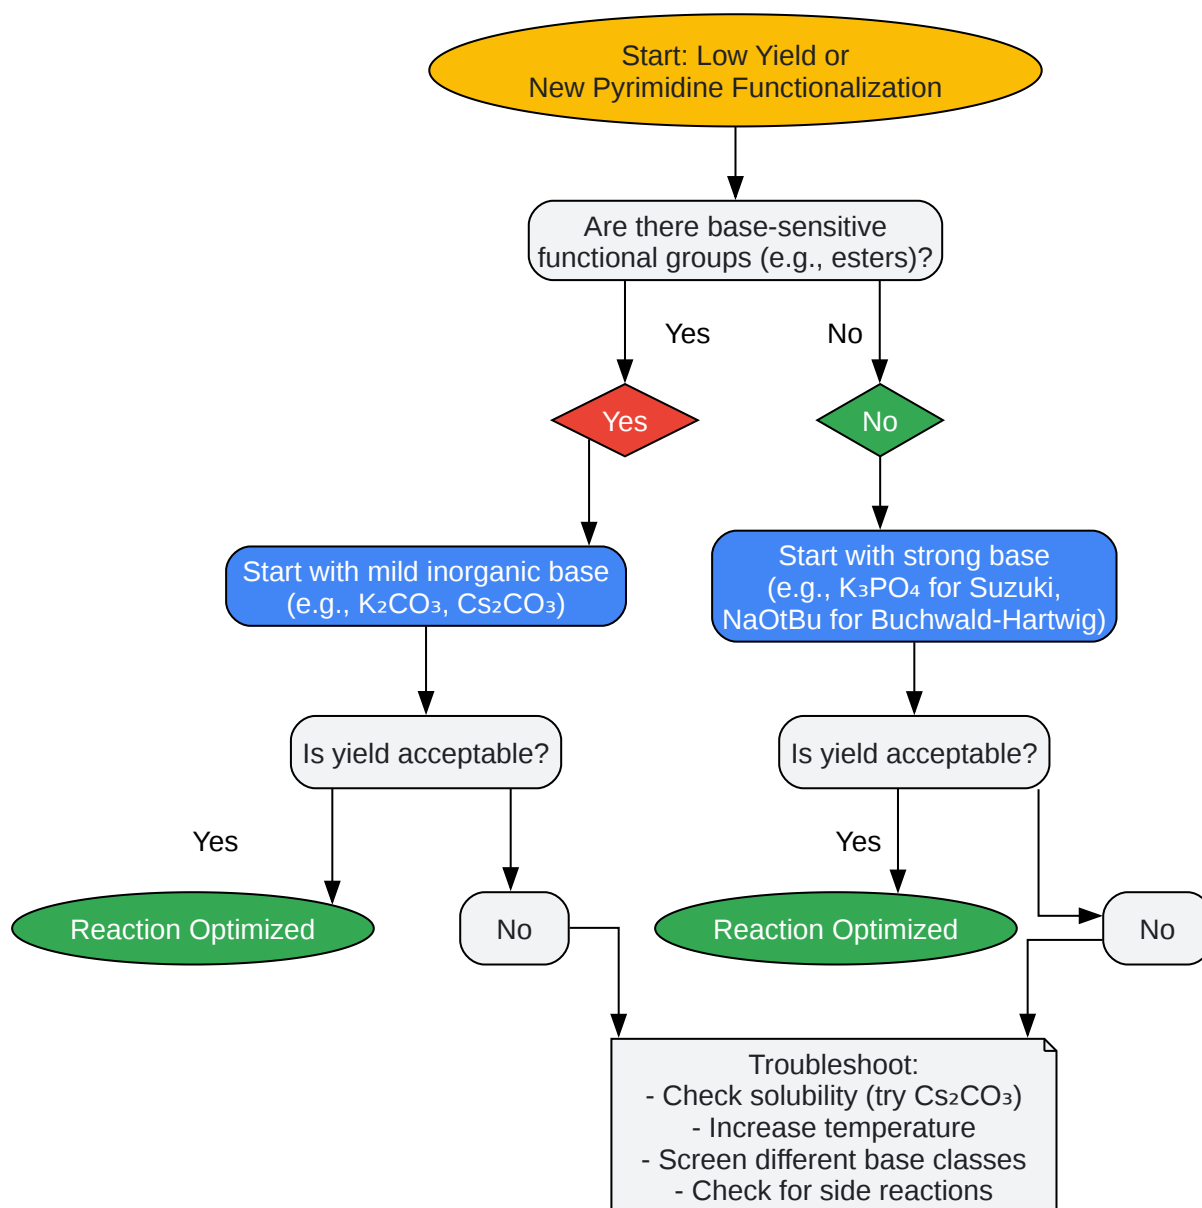 Start: Low Yield or
New Pyrimidine Functionalization
Are there base-sensitive
functional groups (e.g., esters)?
Yes
No
Yes
No
Start with mild inorganic base
(e.g., K₂CO₃, Cs₂CO₃)
Start with strong base
(e.g., K₃PO₄ for Suzuki,
NaOtBu for Buchwald-Hartwig)
Is yield acceptable?
Is yield acceptable?
Yes
Yes
Reaction Optimized
No
Reaction Optimized
No
Troubleshoot:
- Check solubility (try Cs₂CO₃)
- Increase temperature
- Screen different base classes
- Check for side reactions